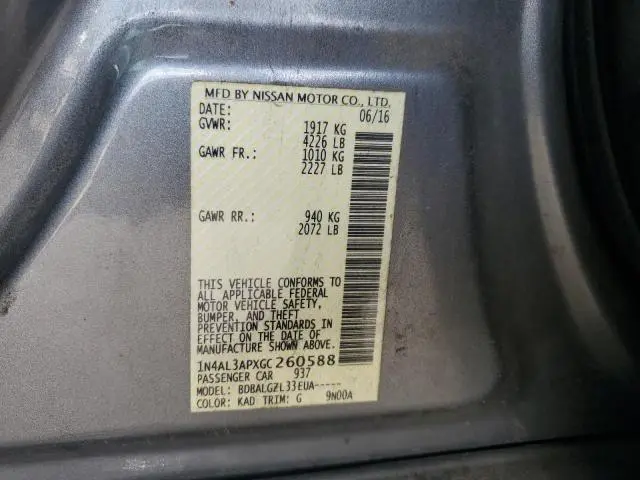 MFD BY NISSAN MOTOR CO., LTD.
DATE: 06/16
GVWR: 1917 KG
4226 LB
GAWR FR.: 1010 KG
2227 LB
GAWR RR.: 940 KG
2072 LB
THIS VEHICLE CONFORMS TO
ALL APPLICABLE FEDERAL
MOTOR VEHICLE SAFETY,
BUMPER, AND THEFT
PREVENTION STANDARDS IN
EFFECT ON THE DATE OF
MANUFACTURE SHOWN ABOVE.
1N4AL3APXGC260588
PASSENGER CAR 937
MODEL: BDBALGZL33EUA-----
COLOR: KAD TRIM: G 9N00A